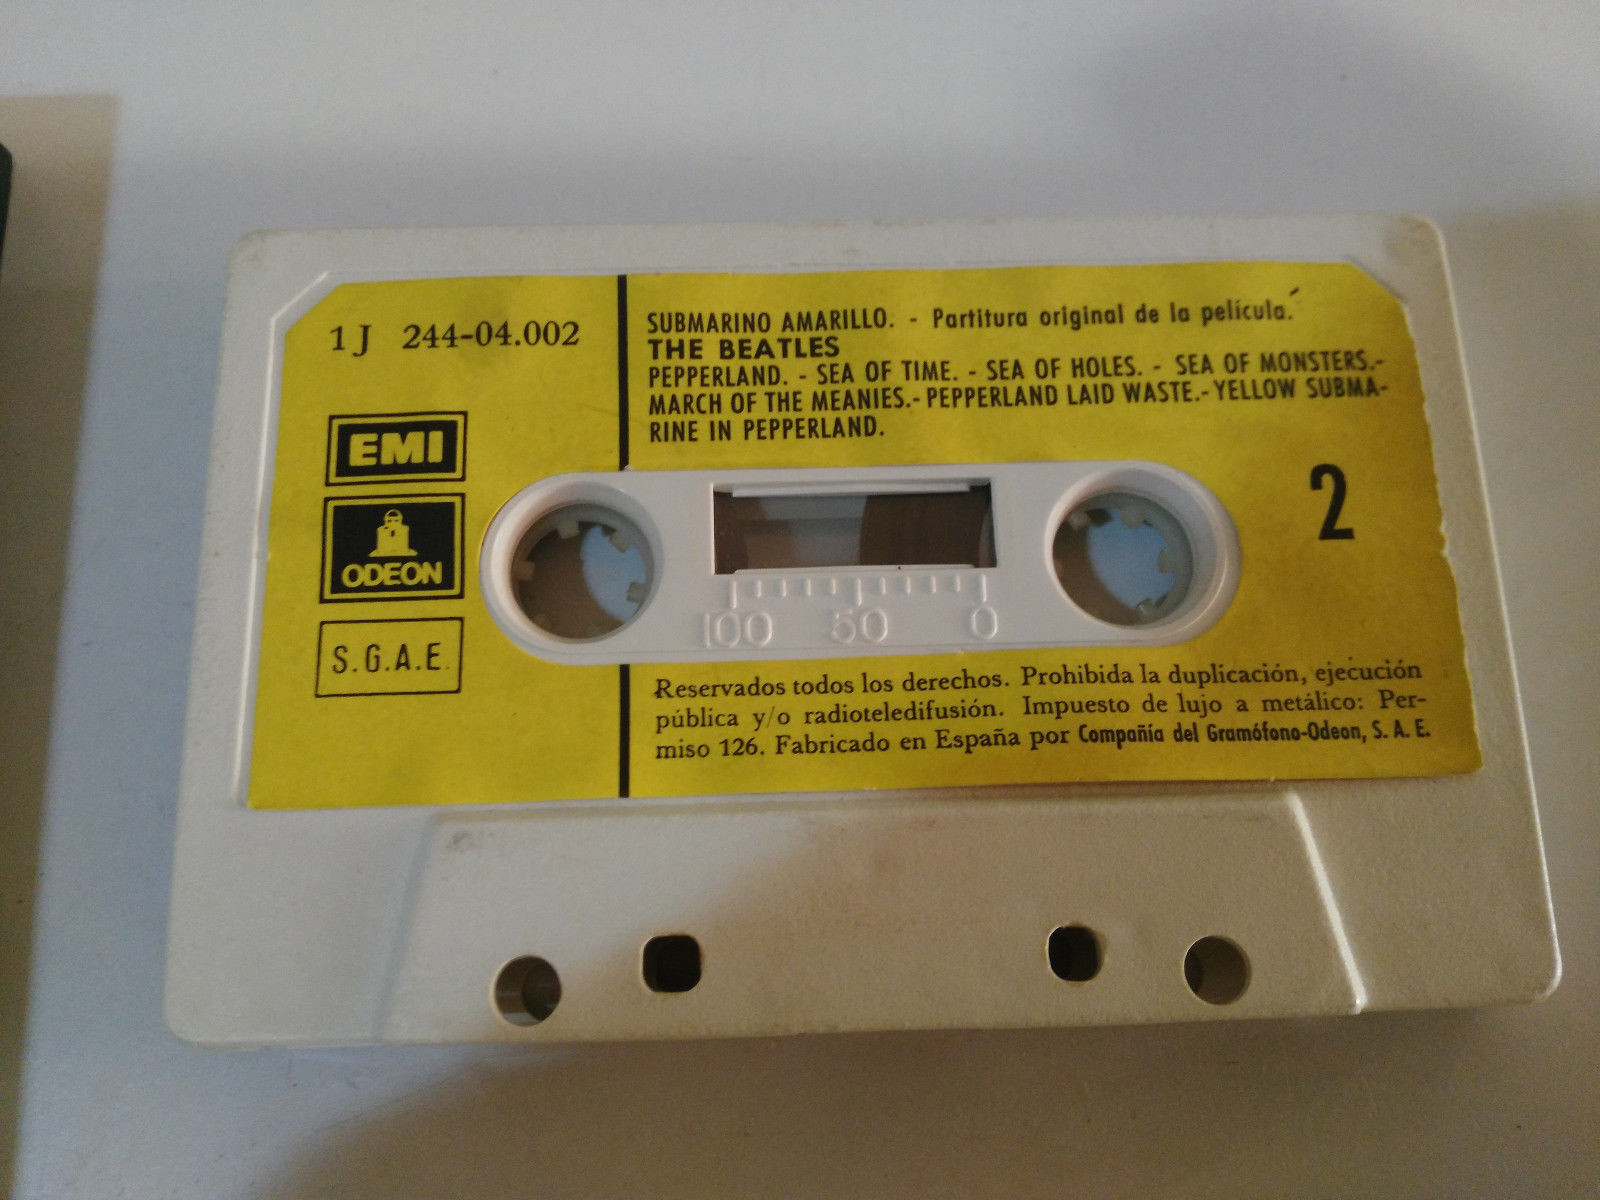 1 J 244-04.002
EMI
ODEON
S.G.A.E.
SUBMARINO AMARILLO. - Partitura original de la película.
THE BEATLES
PEPPERLAND. - SEA OF TIME. - SEA OF HOLES. - SEA OF MONSTERS.-
MARCH OF THE MEANIES.- PEPPERLAND LAID WASTE.- YELLOW SUBMA-
RINE IN PEPPERLAND.
2
100 50 0
Reservados todos los derechos. Prohibida la duplicación, ejecución
pública y/o radioteledifusión. Impuesto de lujo a metálico: Per-
miso 126. Fabricado en España por Compañía del Gramófono-Odeon, S. A. E.